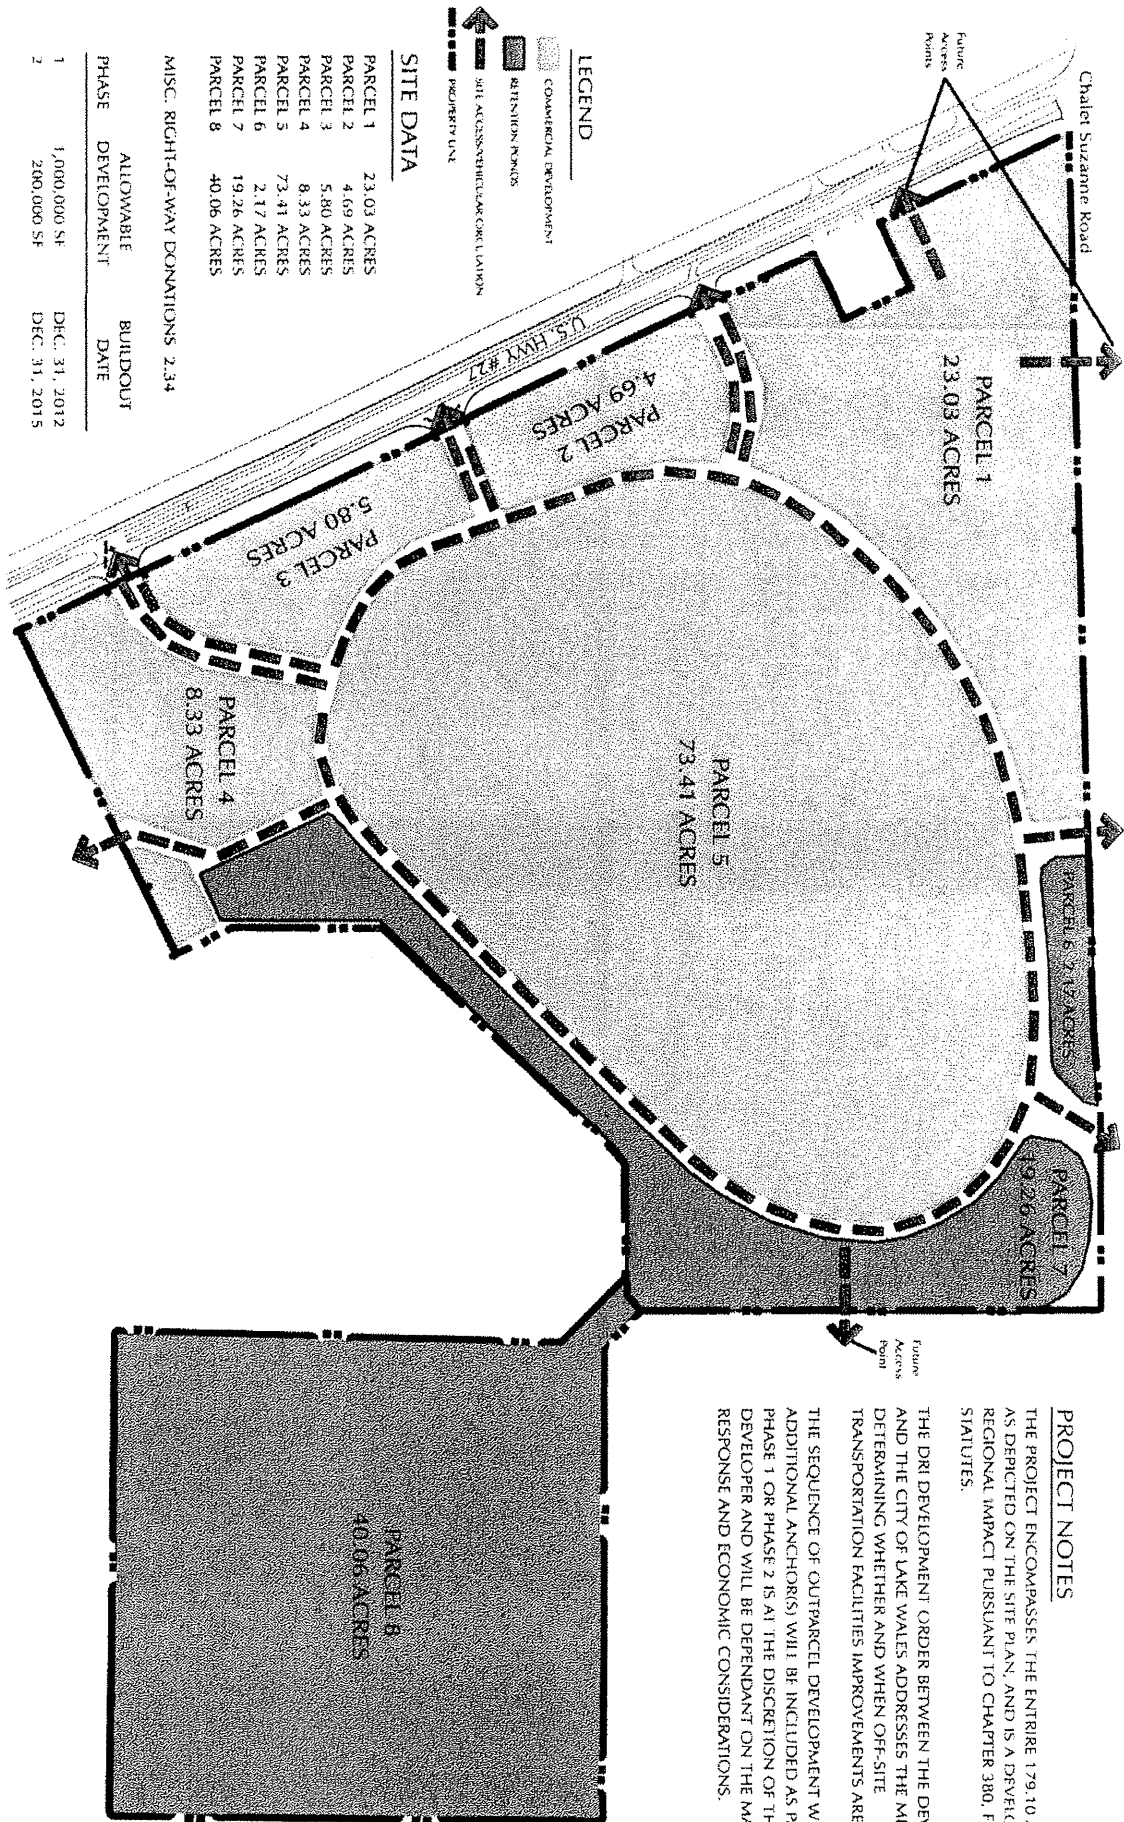 Chalet Suzanne Road
Future
Access
Points
PARCEL 1
23.03 ACRES
PARCEL 2
4.69 ACRES
U.S. HWY #27
PARCEL 3
5.80 ACRES
PARCEL 4
8.33 ACRES
PARCEL 5
73.41 ACRES
PARCEL 6 2.17 ACRES
PARCEL 7
19.26 ACRES
Future
Access
Point
PARCEL 8
40.06 ACRES
LEGEND
COMMERCIAL DEVELOPMENT
RETENTION PONDS
SITE ACCESS/VEHICULAR CIRCULATION
PROPERTY LINE
SITE DATA
PARCEL 1 23.03 ACRES
PARCEL 2 4.69 ACRES
PARCEL 3 5.80 ACRES
PARCEL 4 8.33 ACRES
PARCEL 5 73.41 ACRES
PARCEL 6 2.17 ACRES
PARCEL 7 19.26 ACRES
PARCEL 8 40.06 ACRES
MISC. RIGHT-OF-WAY DONATIONS 2.34
ALLOWABLE BUILDOUT
PHASE DEVELOPMENT DATE
1 1,000,000 SF DEC. 31, 2012
2 200,000 SF DEC. 31, 2015
PROJECT NOTES
THE PROJECT ENCOMPASSES THE ENTRIRE 179.10
AS DEPICTED ON THE SITE PLAN, AND IS A DEVELO
REGIONAL IMPACT PURSUANT TO CHAPTER 380, F
STATUTES.
THE DRI DEVELOPMENT ORDER BETWEEN THE DEV
AND THE CITY OF LAKE WALES ADDRESSES THE ME
DETERMINING WHETHER AND WHEN OFF-SITE
TRANSPORTATION FACILITIES IMPROVEMENTS ARE
THE SEQUENCE OF OUTPARCEL DEVELOPMENT W
ADDITIONAL ANCHOR(S) WILL BE INCLUDED AS PA
PHASE 1 OR PHASE 2 IS AT THE DISCRETION OF TH
DEVELOPER AND WILL BE DEPENDANT ON THE MA
RESPONSE AND ECONOMIC CONSIDERATIONS.